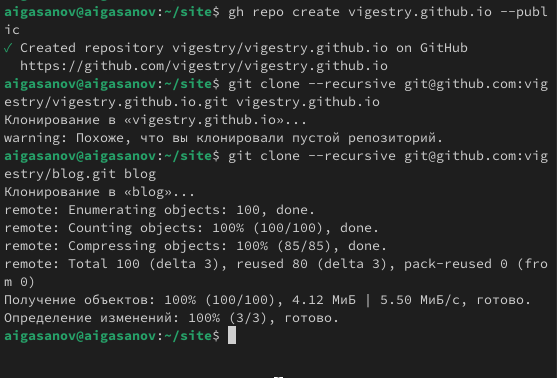 aigasanov@aigasanov:~/site$ gh repo create vigestry.github.io --publ
ic
✓ Created repository vigestry/vigestry.github.io on GitHub
  https://github.com/vigestry/vigestry.github.io
aigasanov@aigasanov:~/site$ git clone --recursive git@github.com:vig
estry/vigestry.github.io.git vigestry.github.io
Клонирование в «vigestry.github.io»...
warning: Похоже, что вы клонировали пустой репозиторий.
aigasanov@aigasanov:~/site$ git clone --recursive git@github.com:vig
estry/blog.git blog
Клонирование в «blog»...
remote: Enumerating objects: 100, done.
remote: Counting objects: 100% (100/100), done.
remote: Compressing objects: 100% (85/85), done.
remote: Total 100 (delta 3), reused 80 (delta 3), pack-reused 0 (fro
m 0)
Получение объектов: 100% (100/100), 4.12 МиБ | 5.50 МиБ/с, готово.
Определение изменений: 100% (3/3), готово.
aigasanov@aigasanov:~/site$